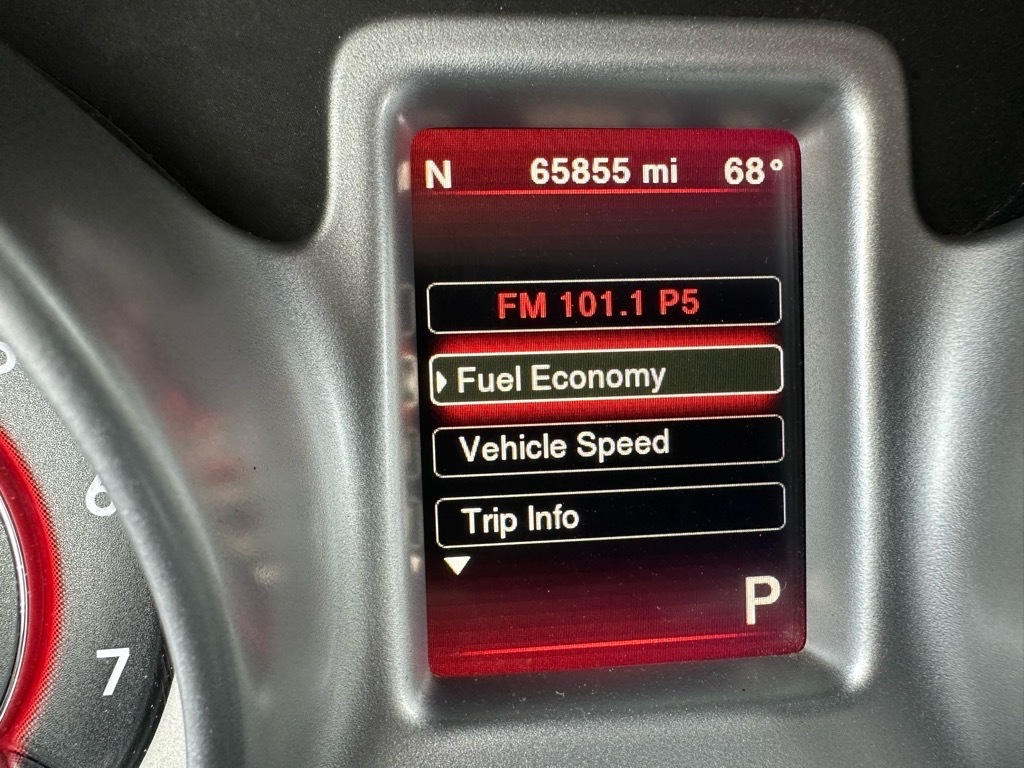 N 65855 mi 68°
FM 101.1 P5
Fuel Economy
Vehicle Speed
Trip Info
P
6
7